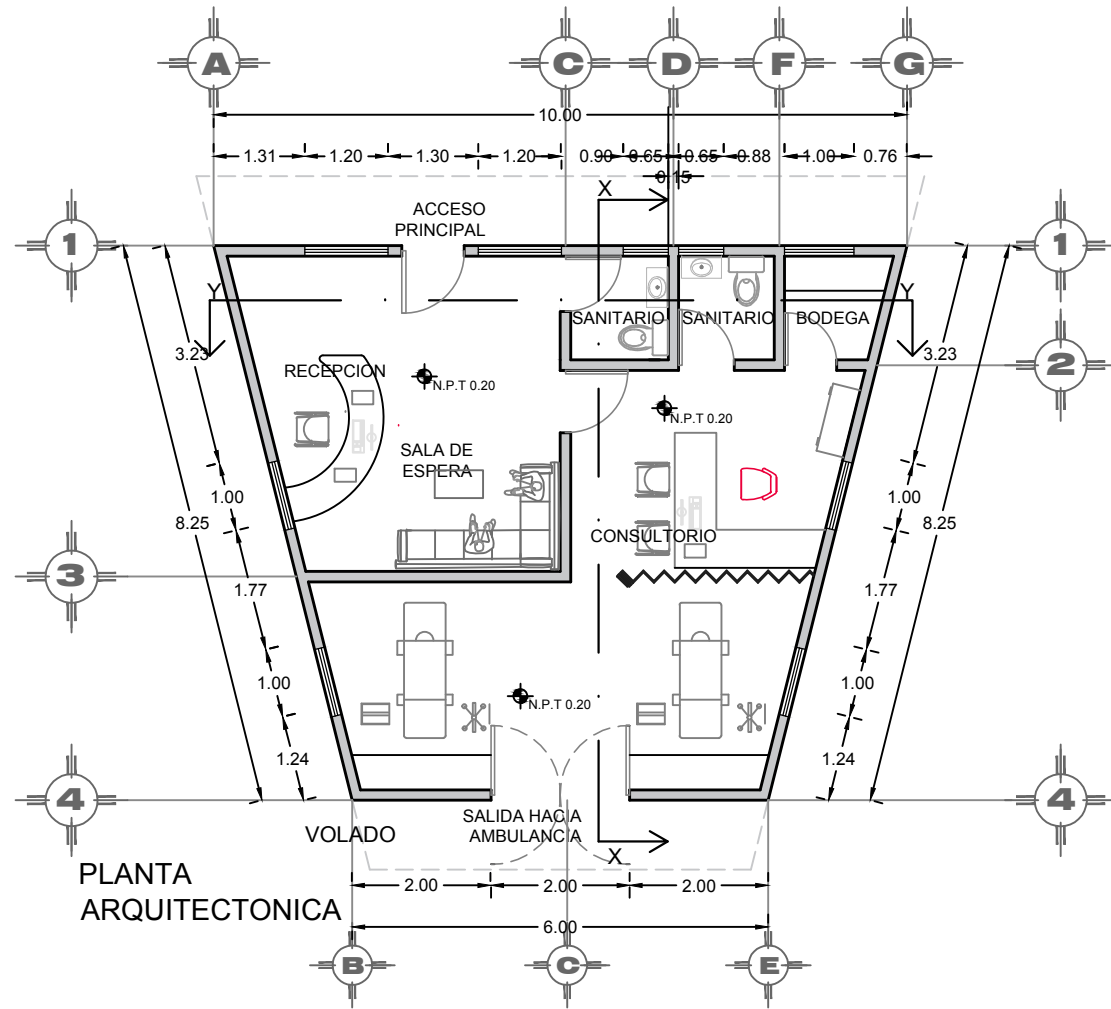 A C D F G
10.00
1.31 1.20 1.30 1.20 0.90 0.65 0.65 0.88 1.00 0.76
0.15
X
ACCESO
PRINCIPAL
1 1
Y Y
SANITARIO SANITARIO BODEGA
3.23 3.23
2
RECEPCION
N.P.T 0.20
N.P.T 0.20
SALA DE
ESPERA
1.00 1.00
8.25 8.25
CONSULTORIO
3
1.77 1.77
1.00 1.00
N.P.T 0.20
1.24 1.24
4 4
SALIDA HACIA
AMBULANCIA
VOLADO
X
PLANTA
ARQUITECTONICA
2.00 2.00 2.00
6.00
B C E